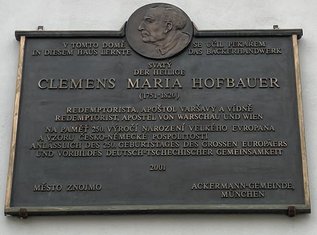 V TOMTO DOMĚ SE UČIL PEKAŘEM
IN DIESEM HAUS LERNTE DAS BÄCKERHANDWERK
SVATÝ
DER HEILIGE
CLEMENS MARIA HOFBAUER
(1751-1820)
REDEMPTORISTA, APOŠTOL VARŠAVY A VÍDNĚ
REDEMPTORIST, APOSTEL VON WARSCHAU UND WIEN
NA PAMĚŤ 250. VÝROČÍ NAROZENÍ VELKÉHO EVROPANA
A VZORU ČESKO-NĚMECKÉ POSPOLITOSTI
ANLÄSSLICH DES 250. GEBURTSTAGES DES GROSSEN EUROPÄERS
UND VORBILDES DEUTSCH-TSCHECHISCHER GEMEINSAMKEIT
2001
MĚSTO ZNOJMO ACKERMANN-GEMEINDE,
MÜNCHEN